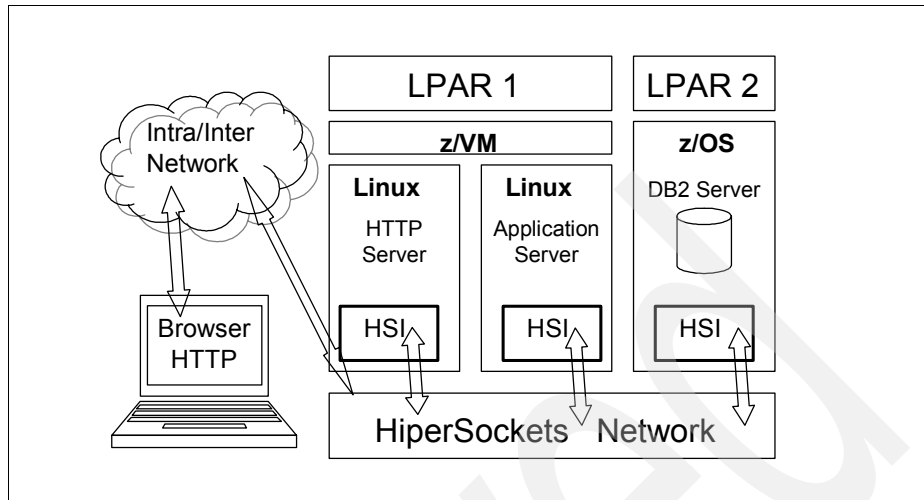 LPAR 1
LPAR 2
Intra/Inter
Network
z/VM
z/OS
Linux
HTTP
Server
Linux
Application
Server
DB2 Server
Browser
HTTP
HSI
HSI
HSI
HiperSockets Network